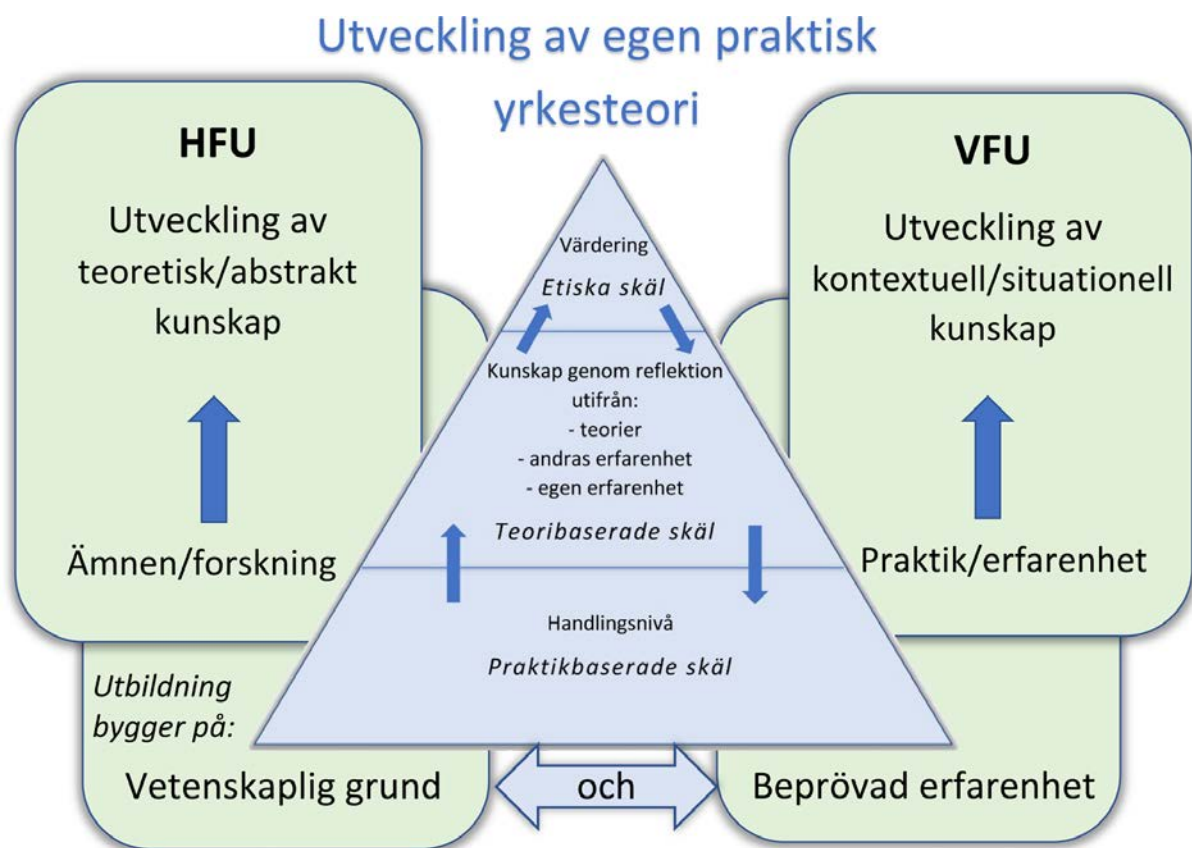 Utveckling av egen praktisk
yrkesteori
HFU
Utveckling av
teoretisk/abstrakt
kunskap
Ämnen/forskning
Värdering
Etiska skäl
Kunskap genom reflektion
utifrån:
- teorier
- andras erfarenhet
- egen erfarenhet
Teoribaserade skäl
Handlingsnivå
Praktikbaserade skäl
VFU
Utveckling av
kontextuell/situationell
kunskap
Praktik/erfarenhet
Utbildning
bygger på:
Vetenskaplig grund
och
Beprövad erfarenhet